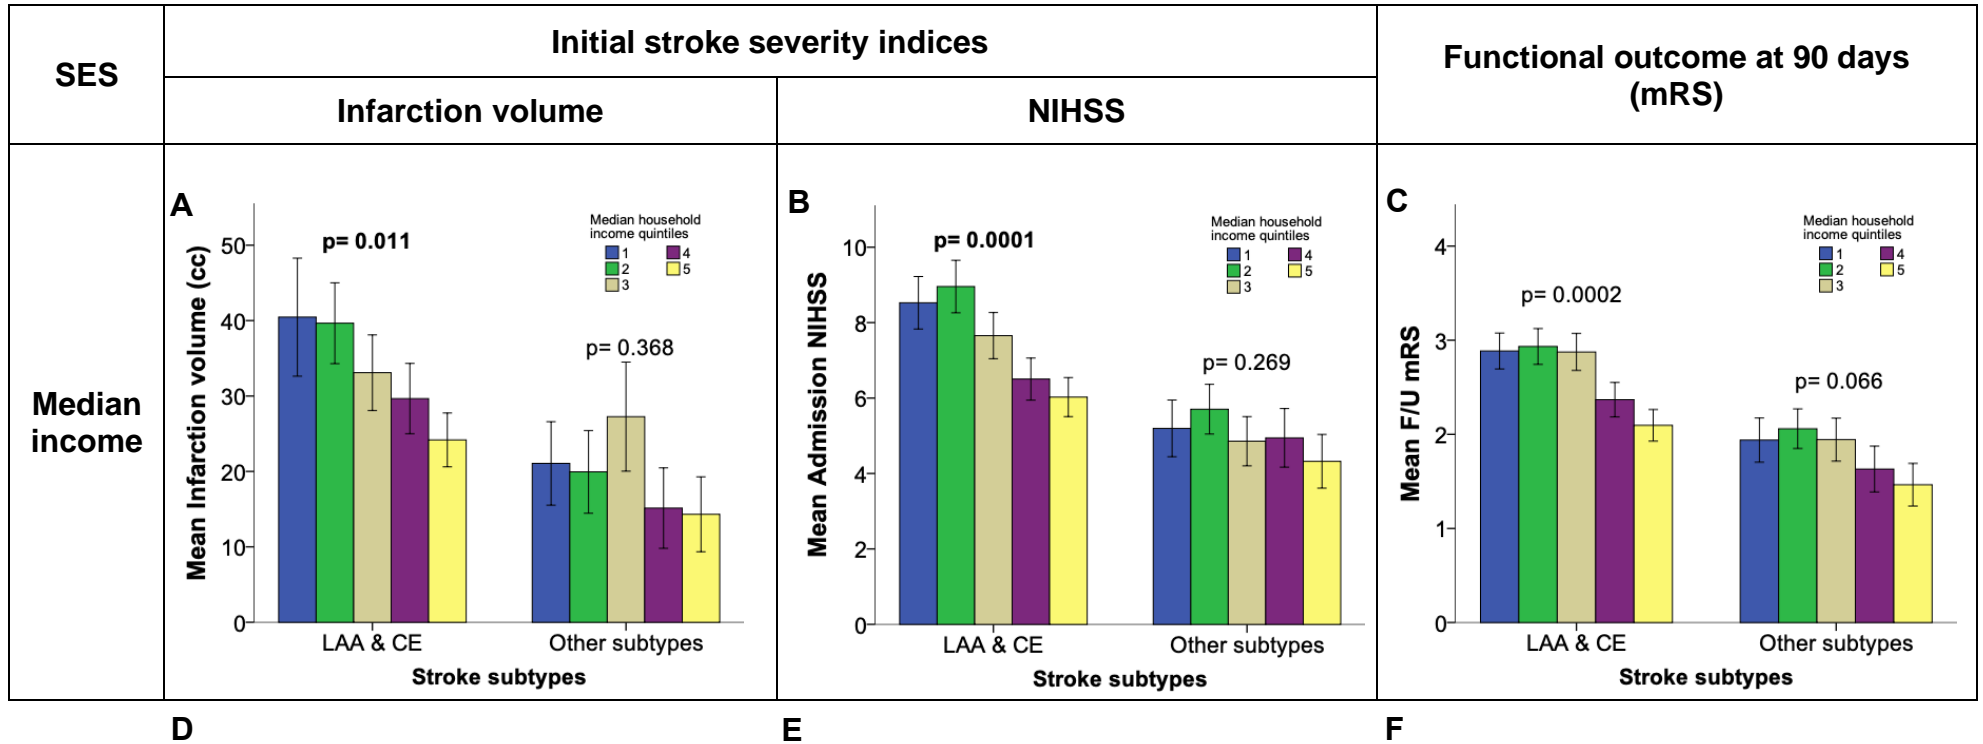 SES
Initial stroke severity indices
Functional outcome at 90 days
(mRS)
Infarction volume
NIHSS
Median
income
A
p= 0.011
p= 0.368
Median household
income quintiles
1 4
2 5
3
Mean Infarction volume (cc)
50
40
30
20
10
0
LAA & CE
Other subtypes
Stroke subtypes
B
p= 0.0001
p= 0.269
Median household
income quintiles
1 4
2 5
3
Mean Admission NIHSS
10
8
6
4
2
0
LAA & CE
Other subtypes
Stroke subtypes
C
p= 0.0002
p= 0.066
Median household
income quintiles
1 4
2 5
3
Mean F/U mRS
4
3
2
1
0
LAA & CE
Other subtypes
Stroke subtypes
D
E
F